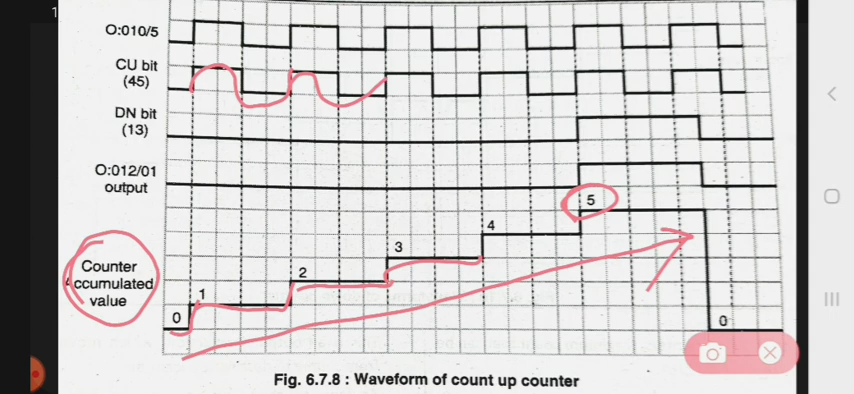 1
O:010/5
CU bit
(45)
DN bit
(13)
O:012/01
output
5
4
3
2
Counter
accumulated
value
1
0
0
Fig. 6.7.8 : Waveform of count up counter